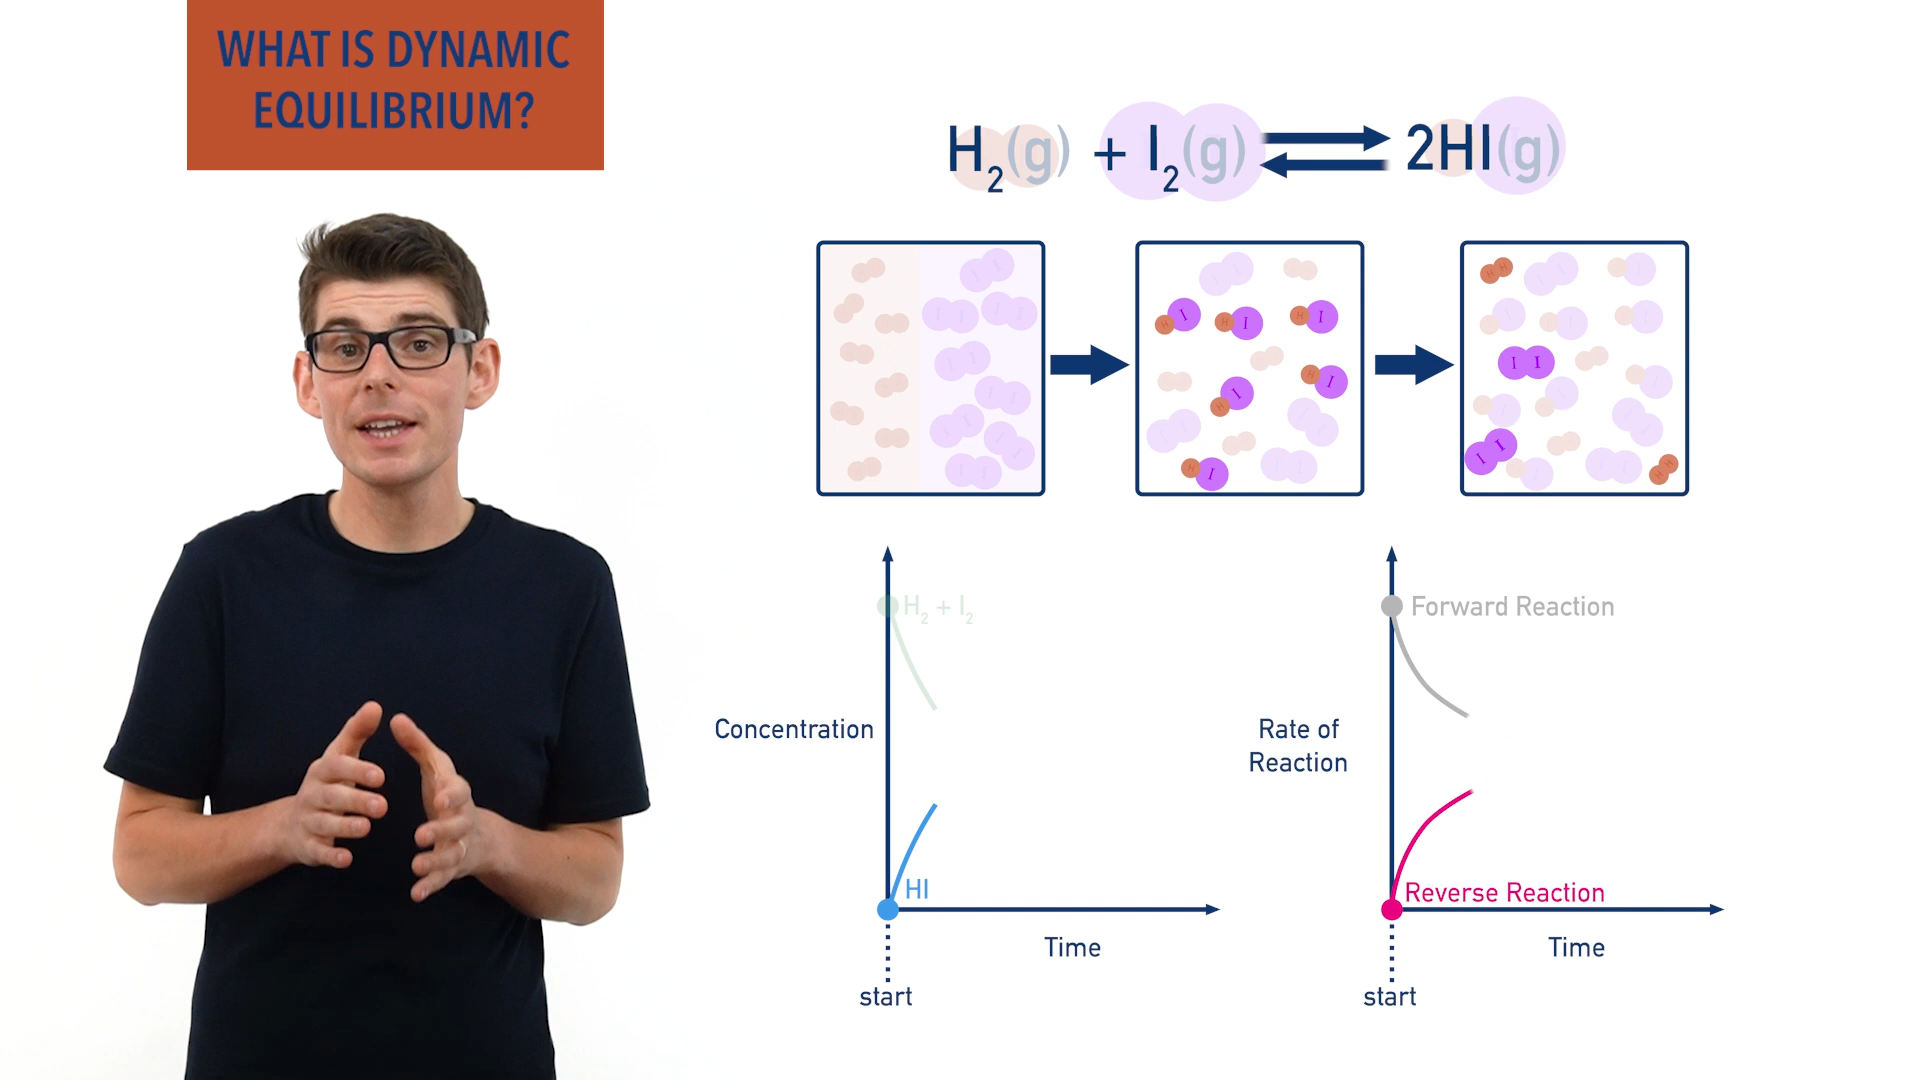 WHAT IS DYNAMIC
EQUILIBRIUM?
H₂(g) + I₂(g) ⇌ 2HI(g)
H₂ + I₂
Concentration
HI
Time
start
Forward Reaction
Rate of
Reaction
Reverse Reaction
Time
start